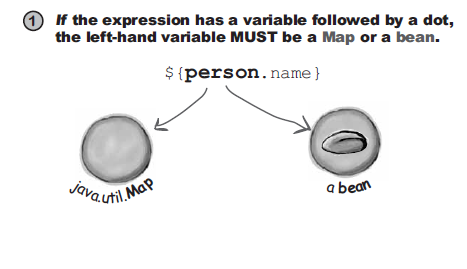 1 If the expression has a variable followed by a dot,
the left-hand variable MUST be a Map or a bean.
${person.name}
java.util.Map
a bean